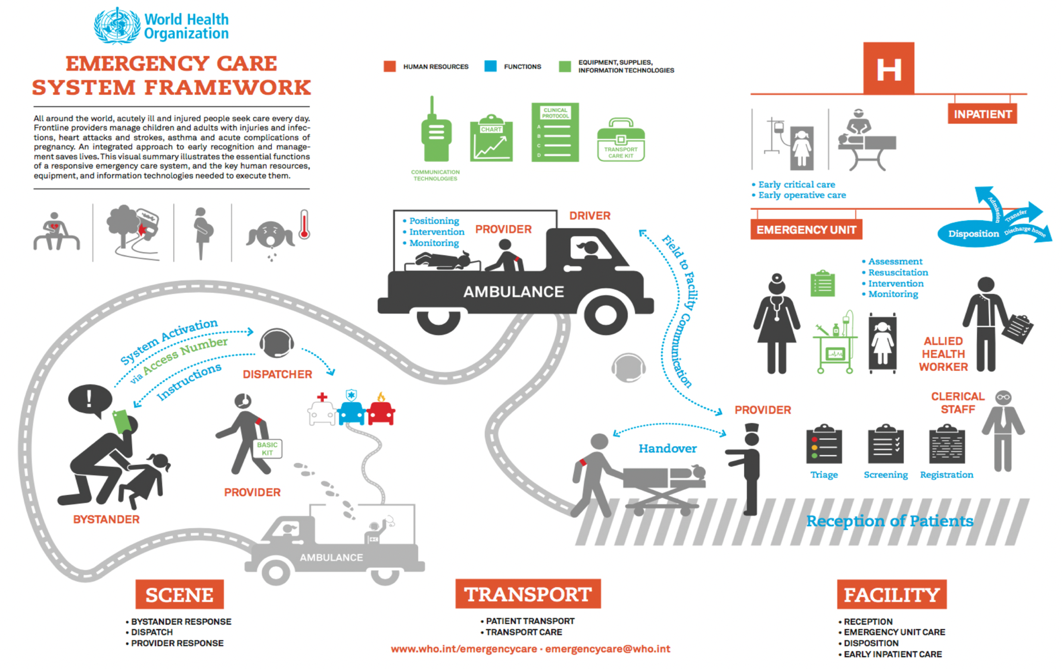 World Health
Organization
EMERGENCY CARE
SYSTEM FRAMEWORK
All around the world, acutely ill and injured people seek care every day.
Frontline providers manage children and adults with injuries and infec-
tions, heart attacks and strokes, asthma and acute complications of
pregnancy. An integrated approach to early recognition and manage-
ment saves lives. This visual summary illustrates the essential functions
of a responsive emergency care system, and the key human resources,
equipment, and information technologies needed to execute them.
HUMAN RESOURCES
FUNCTIONS
EQUIPMENT, SUPPLIES,
INFORMATION TECHNOLOGIES
COMMUNICATION
TECHNOLOGIES
CHART
CLINICAL
PROTOCOL
A
B
C
D
TRANSPORT
CARE KIT
H
INPATIENT
• Early critical care
• Early operative care
EMERGENCY UNIT
Disposition
Admission
Transfer
Discharge home
• Assessment
• Resuscitation
• Intervention
• Monitoring
ALLIED
HEALTH
WORKER
CLERICAL
STAFF
Triage
Screening
Registration
Reception of Patients
• Positioning
• Intervention
• Monitoring
PROVIDER
DRIVER
AMBULANCE
Field to Facility Communication
PROVIDER
Handover
System Activation
via Access Number
Instructions
DISPATCHER
!
BYSTANDER
BASIC
KIT
PROVIDER
AMBULANCE
SCENE
• BYSTANDER RESPONSE
• DISPATCH
• PROVIDER RESPONSE
TRANSPORT
• PATIENT TRANSPORT
• TRANSPORT CARE
www.who.int/emergencycare · emergencycare@who.int
FACILITY
• RECEPTION
• EMERGENCY UNIT CARE
• DISPOSITION
• EARLY INPATIENT CARE